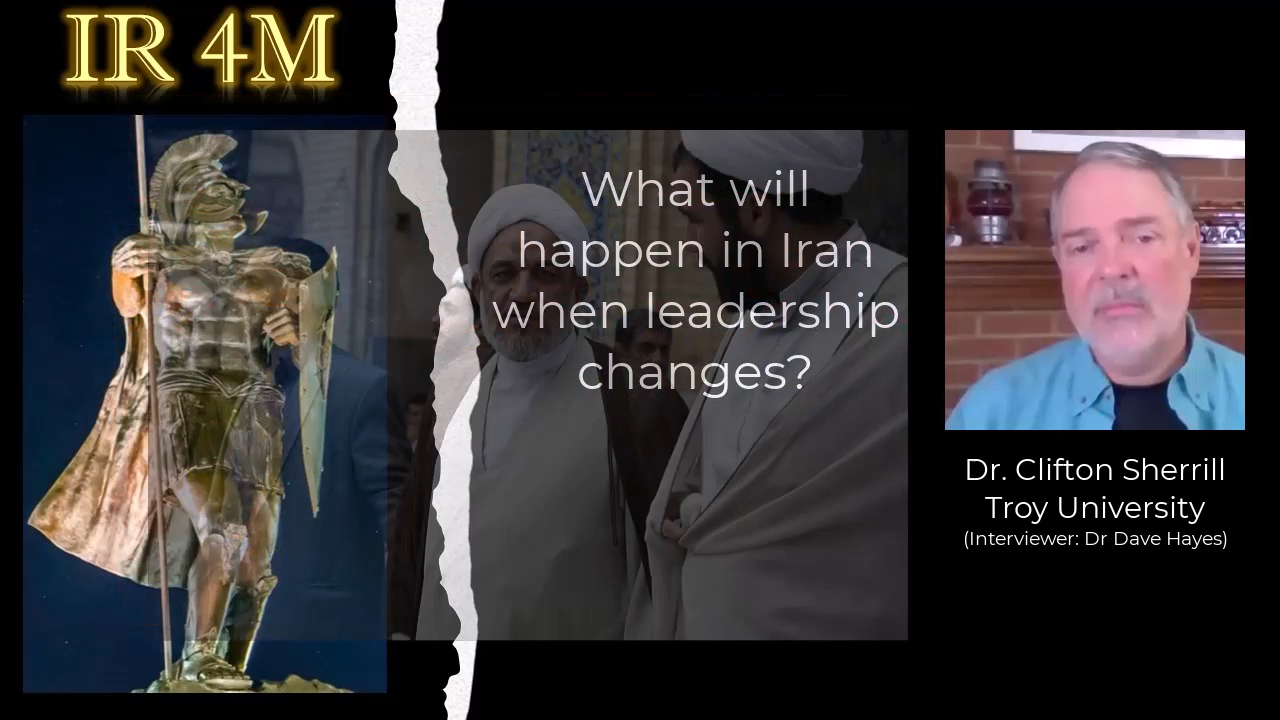 IR 4M
What will
happen in Iran
when leadership
changes?
Dr. Clifton Sherrill
Troy University
(Interviewer: Dr Dave Hayes)